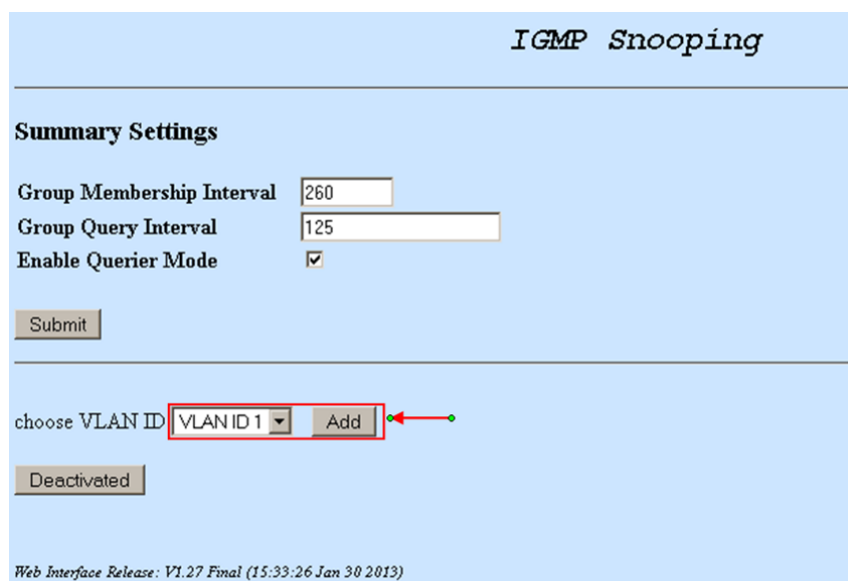 IGMP Snooping
Summary Settings
Group Membership Interval 260
Group Query Interval 125
Enable Querier Mode
Submit
choose VLAN ID VLAN ID 1 Add
Deactivated
Web Interface Release: V1.27 Final (15:33:26 Jan 30 2013)